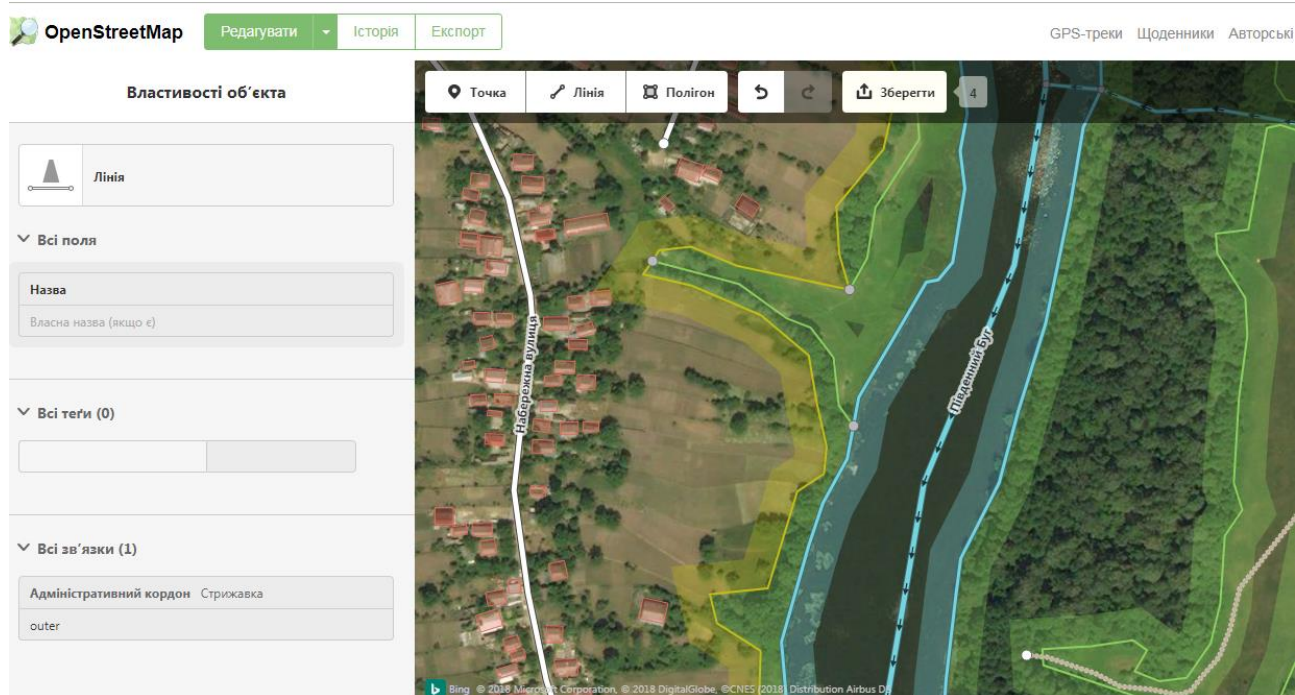 OpenStreetMap
Редагувати
Історія
Експорт
GPS-треки Щоденники Авторські
Властивості об'єкта
Точка
Лінія
Полігон
Зберегти
4
Лінія
Всі поля
Назва
Власна назва (якщо є)
Всі теґи (0)
Всі зв'язки (1)
Адміністративний кордон Стрижавка
outer
Набережна вулиця
Південний Буг
Bing © 2018 Microsoft Corporation, © 2018 DigitalGlobe, ©CNES (2018) Distribution Airbus D